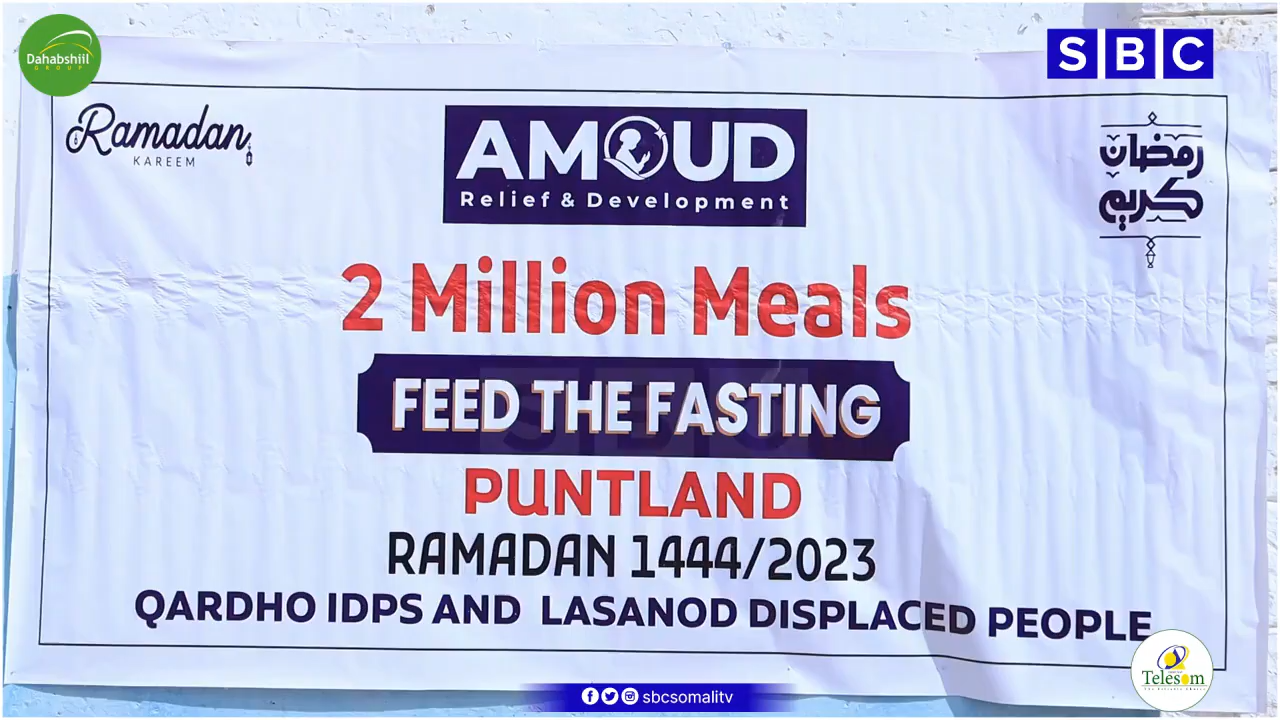 Dahabshiil
GROUP
SBC
Ramadan
KAREEM
رمضان
كريم
AMOUD
Relief & Development
2 Million Meals
FEED THE FASTING
PUNTLAND
RAMADAN 1444/2023
QARDHO IDPS AND LASANOD DISPLACED PEOPLE
Telesom
sbcsomalitv